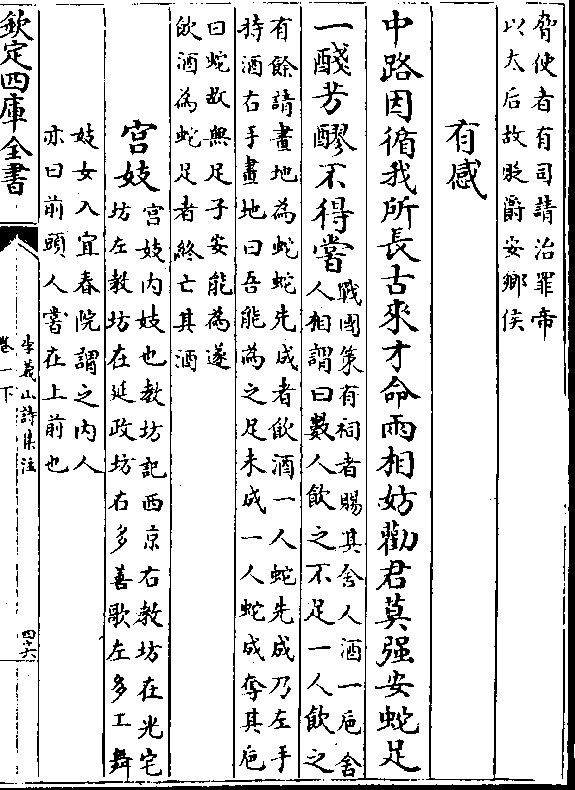 脅使者有司請治罪帝
以太后故貶爵安鄉侯
有感
中路因循我所長古來才命兩相妨勸君莫强安蛇足
一醆芳醪不得嘗
戰國策有祠者賜其舍人酒一巵舍
人相謂曰數人飲之不足一人飲之
有餘請畫地為蛇蛇先成者飲酒一人蛇先成乃左手
持酒右手畫地曰吾能為之足未成一人蛇成奪其巵
曰蛇故無足子安能為遂
飲酒為蛇足者終亡其酒
宫妓
宫妓内妓也教坊記西京右教坊在光宅
坊左教坊在延政坊右多善歌左多工舞
妓女入宜春院謂之内人
亦曰前頭人嘗在上前也
欽定四庫全書
李義山詩集注
卷一下
四十六